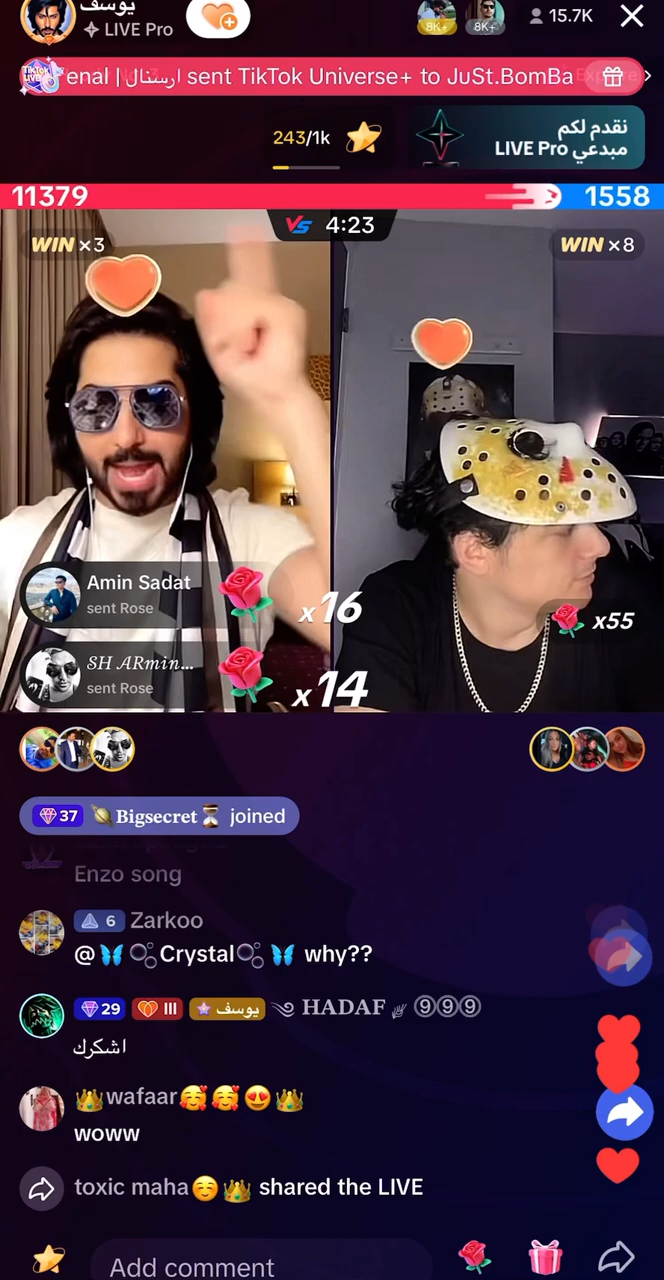 يوسف
LIVE Pro
8K+
8K+
15.7K
enal | ارسنال sent TikTok Universe+ to JuSt.BomBa
243/1k
نقدم لكم
مبدعي LIVE Pro
11379
1558
VS 4:23
WIN ×3
WIN ×8
Amin Sadat
sent Rose
x16
x55
SH ARmin...
sent Rose
x14
37 Bigsecret joined
Enzo song
6 Zarkoo
@🦋🫧Crystal🫧🦋 why??
29 III يوسف HADAF ⑨⑨⑨
اشكرك
👑wafaar🥰🥰😍👑
woww
toxic maha☺️👑 shared the LIVE
Add comment